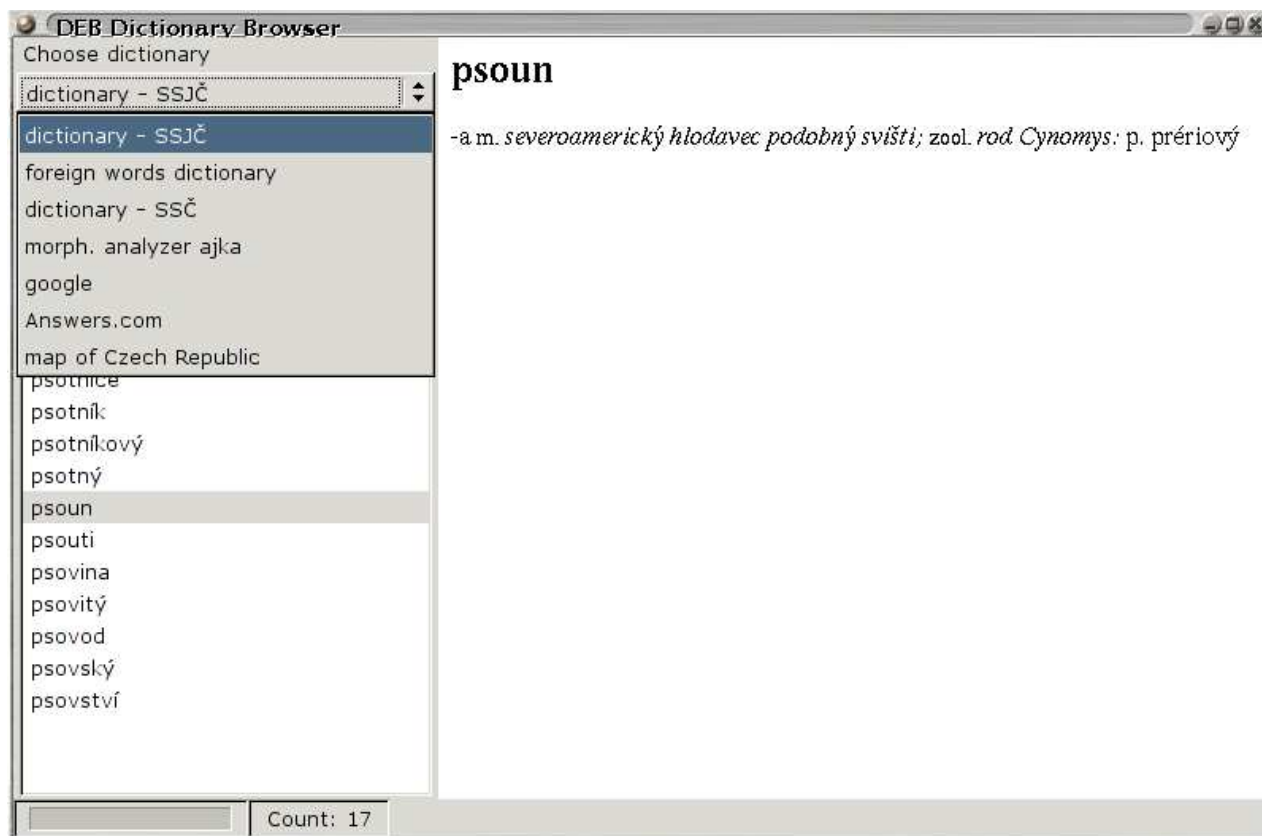 DEB Dictionary Browser
Choose dictionary
dictionary - SSJČ
dictionary - SSJČ
foreign words dictionary
dictionary - SSČ
morph. analyzer ajka
google
Answers.com
map of Czech Republic
psotnice
psotník
psotníkový
psotný
psoun
psouti
psovina
psovitý
psovod
psovský
psovství
Count: 17
psoun
-a m. severoamerický hlodavec podobný svišti; zool. rod Cynomys: p. prériový